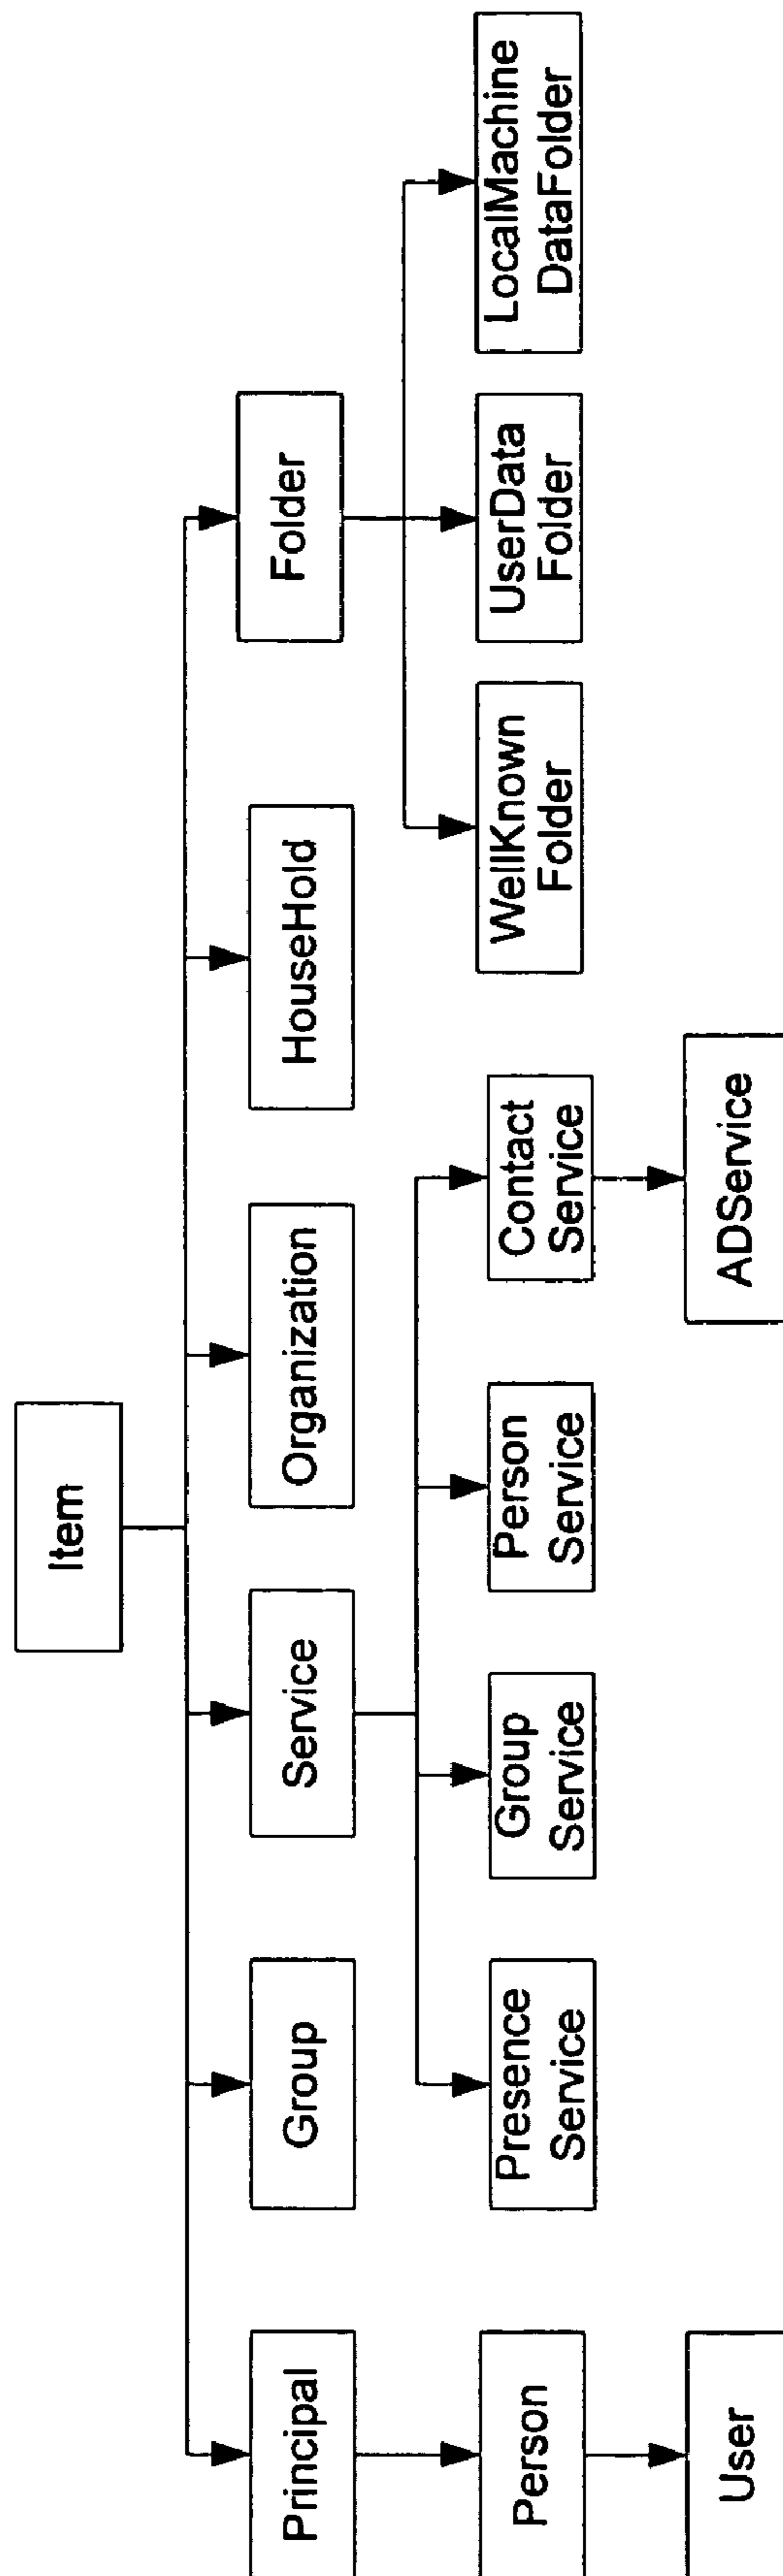 Item
Principal
Group
Service
Organization
HouseHold
Folder
Person
Presence
Service
Group
Service
Person
Service
Contact
Service
WellKnown
Folder
UserData
Folder
LocalMachine
DataFolder
User
ADService